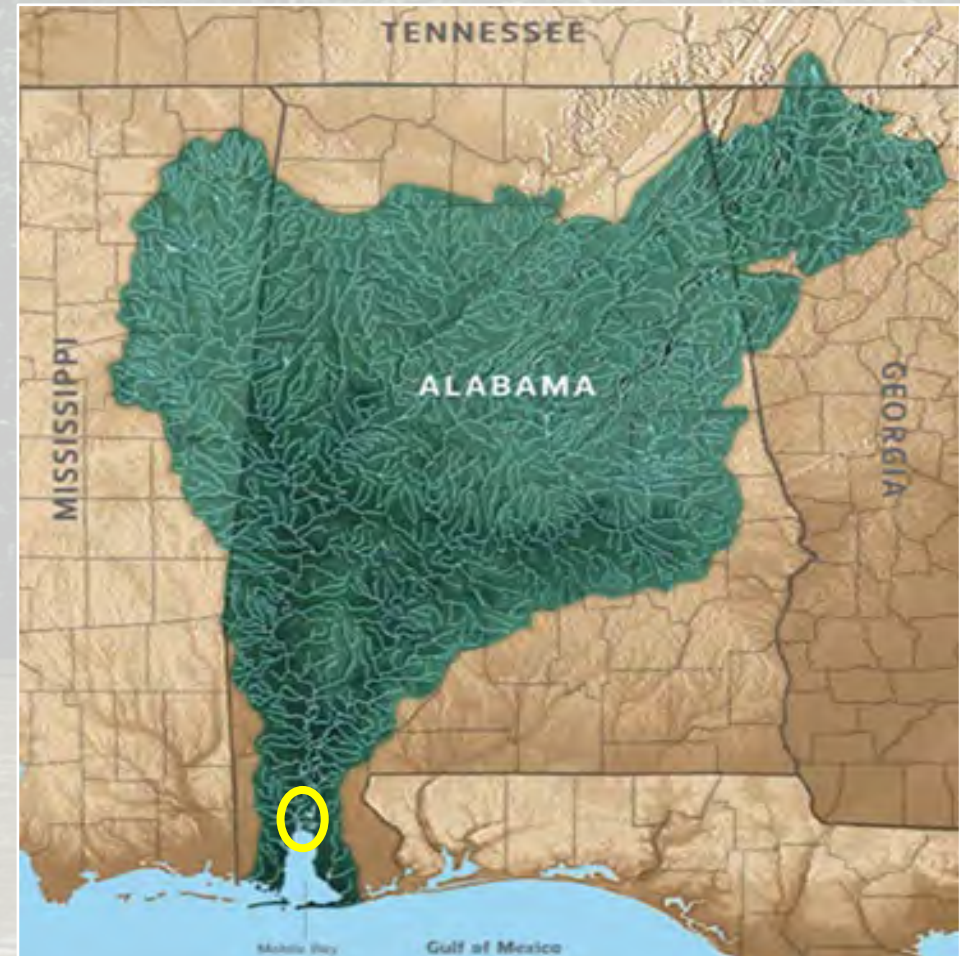 TENNESSEE
MISSISSIPPI
ALABAMA
GEORGIA
Mobile Bay
Gulf of Mexico